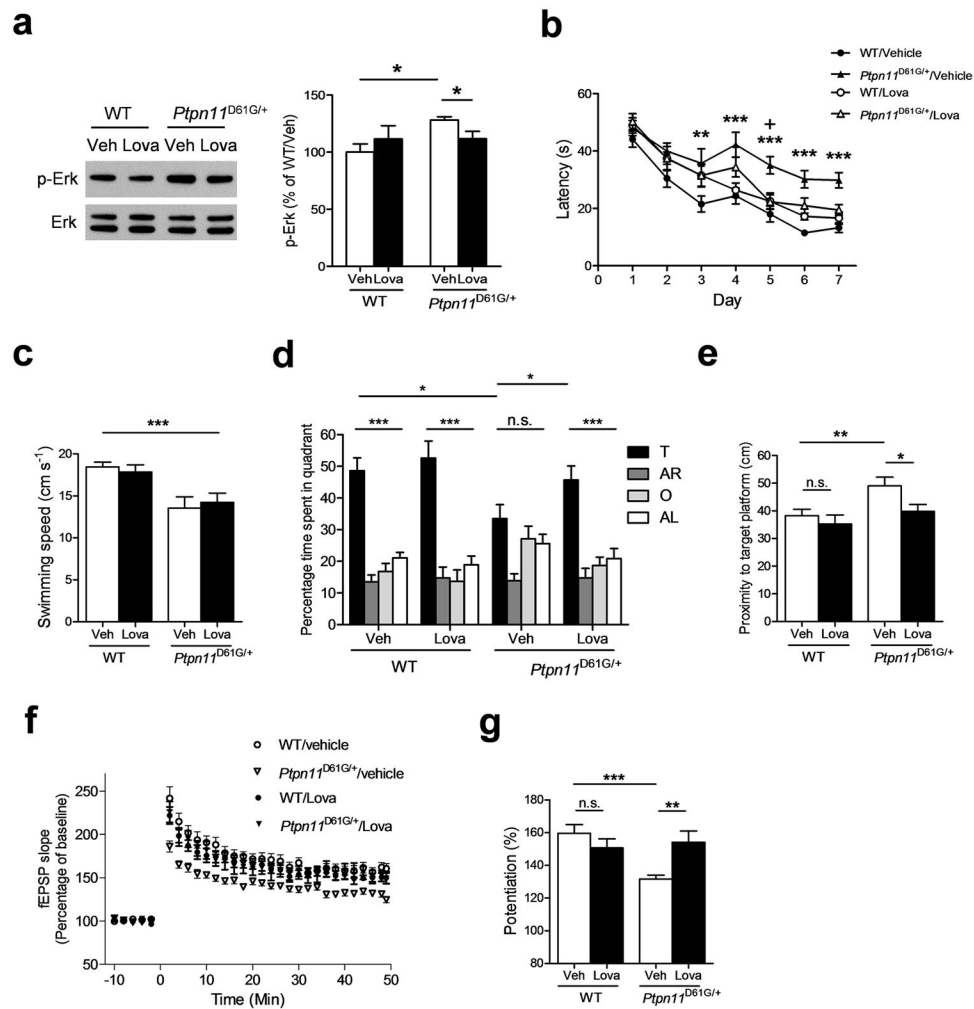 a
WT Ptpn11D61G/+
Veh Lova Veh Lova
p-Erk
Erk
p-Erk (% of WT/Veh)
150
100
50
0
*
*
Veh Lova Veh Lova
WT Ptpn11D61G/+
b
WT/Vehicle
Ptpn11D61G/+/Vehicle
WT/Lova
Ptpn11D61G/+/Lova
Latency (s)
60
40
20
0
** *** + *** *** ***
0 1 2 3 4 5 6 7
Day
c
Swimming speed (cm s-1)
20
15
10
5
0
***
Veh Lova Veh Lova
WT Ptpn11D61G/+
d
Percentage time spent in quadrant
60
50
40
30
20
10
0
*
*
*** *** n.s. ***
T
AR
O
AL
Veh Lova Veh Lova
WT Ptpn11D61G/+
e
Proximity to target platform (cm)
70
60
50
40
30
20
10
0
**
n.s. *
Veh Lova Veh Lova
WT Ptpn11D61G/+
f
WT/vehicle
Ptpn11D61G/+/vehicle
WT/Lova
Ptpn11D61G/+/Lova
fEPSP slope
(Percentage of baseline)
250
200
150
100
50
-10 0 10 20 30 40 50
Time (Min)
g
Potentiation (%)
180
160
140
120
100
80
***
n.s. **
Veh Lova Veh Lova
WT Ptpn11D61G/+